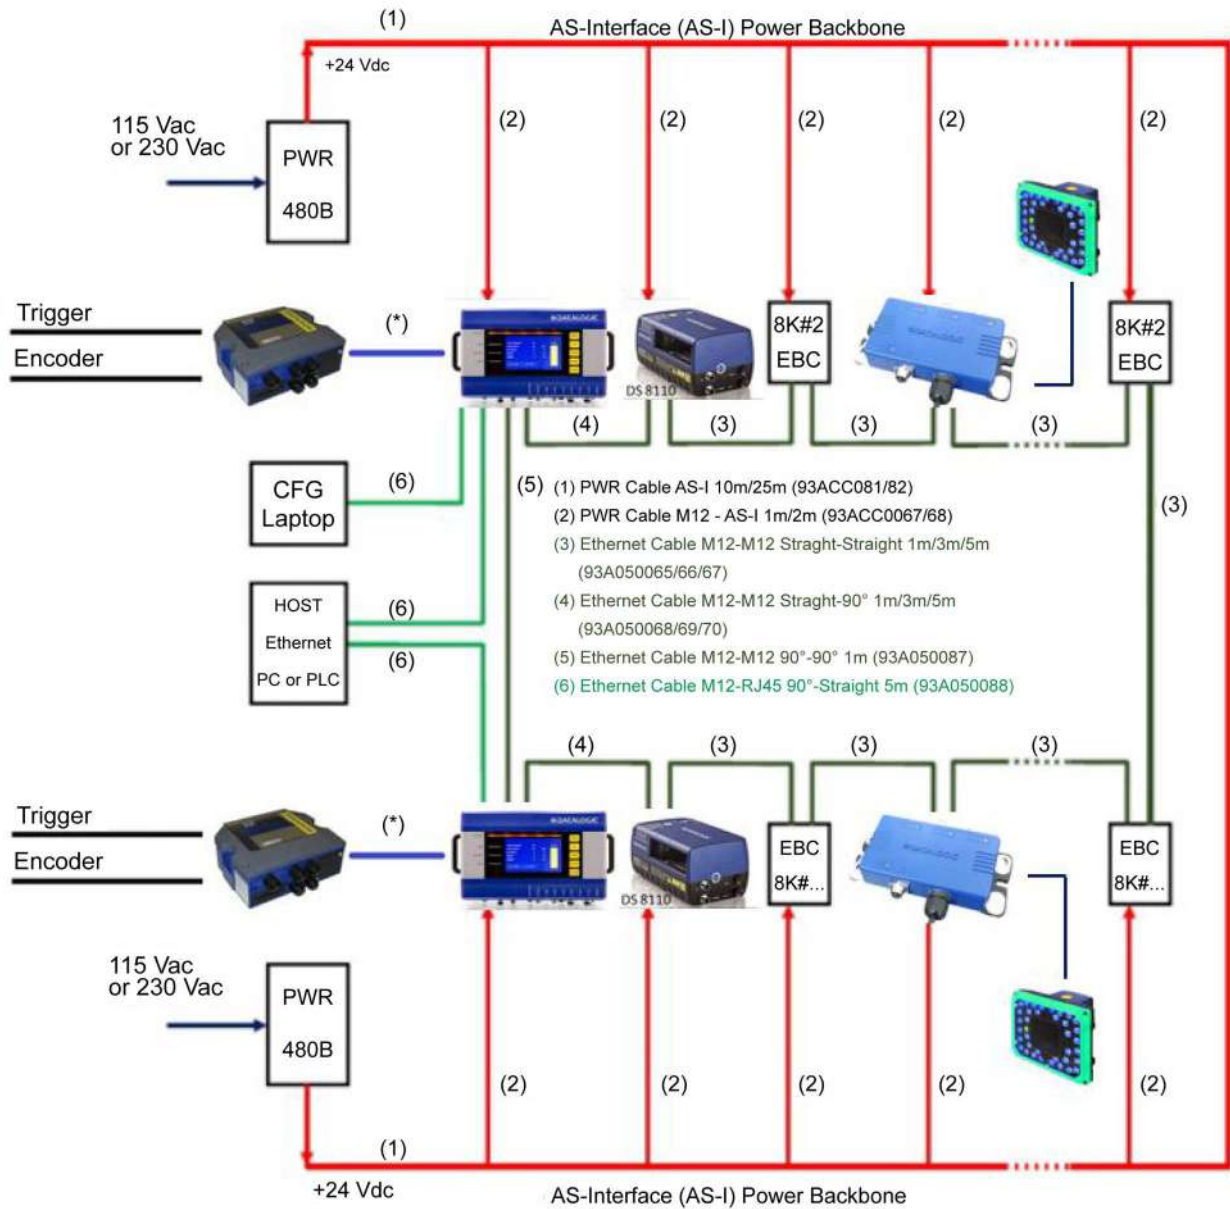 (1)
AS-Interface (AS-I) Power Backbone
+24 Vdc
115 Vac
or 230 Vac
PWR
480B
(2)
(2)
(2)
(2)
(2)
Trigger
Encoder
(*)
DATALOGIC
DS 8110
8K#2
EBC
8K#2
EBC
(4)
(3)
(3)
(3)
CFG
Laptop
(6)
(5)
(1) PWR Cable AS-I 10m/25m (93ACC081/82)
(2) PWR Cable M12 - AS-I 1m/2m (93ACC0067/68)
(3) Ethernet Cable M12-M12 Straght-Straight 1m/3m/5m
(93A050065/66/67)
(4) Ethernet Cable M12-M12 Straght-90° 1m/3m/5m
(93A050068/69/70)
(5) Ethernet Cable M12-M12 90°-90° 1m (93A050087)
(6) Ethernet Cable M12-RJ45 90°-Straight 5m (93A050088)
(3)
HOST
Ethernet
PC or PLC
(6)
(6)
(4)
(3)
(3)
(3)
Trigger
Encoder
(*)
DATALOGIC
DS 8110
EBC
8K#...
EBC
8K#...
115 Vac
or 230 Vac
PWR
480B
(2)
(2)
(2)
(2)
(2)
(1)
+24 Vdc
AS-Interface (AS-I) Power Backbone